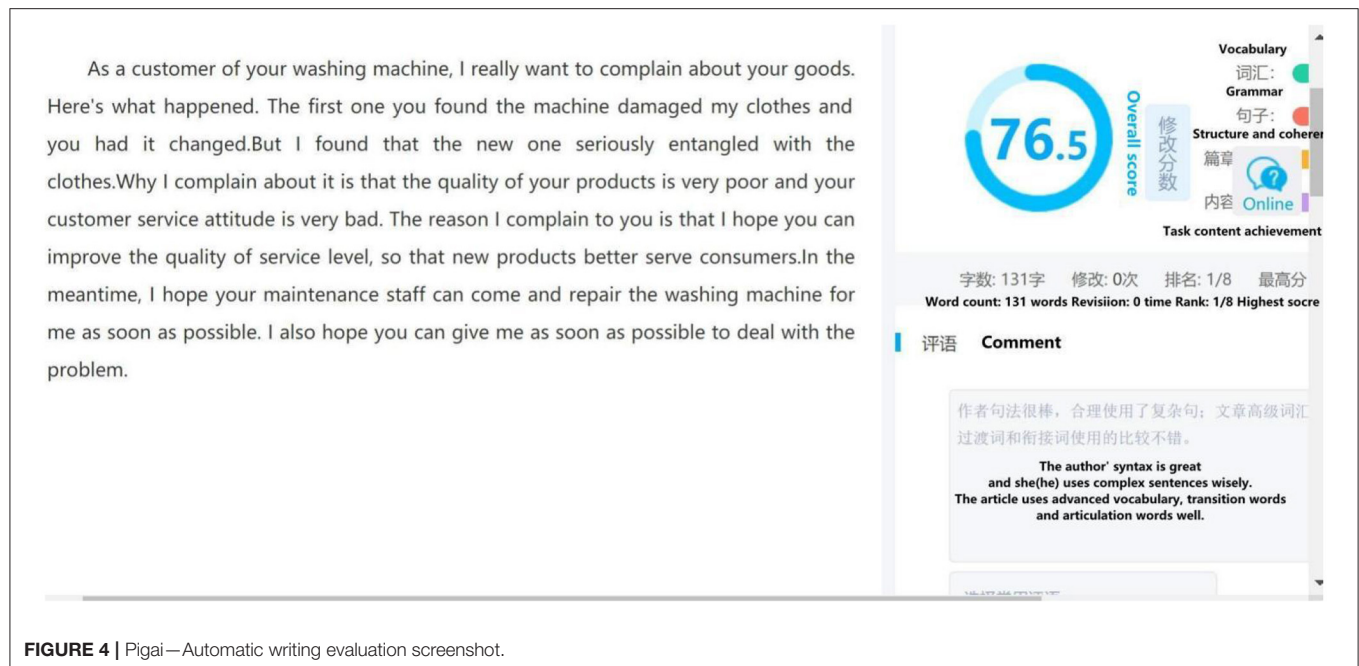 As a customer of your washing machine, I really want to complain about your goods.
Here's what happened. The first one you found the machine damaged my clothes and
you had it changed.But I found that the new one seriously entangled with the
clothes.Why I complain about it is that the quality of your products is very poor and your
customer service attitude is very bad. The reason I complain to you is that I hope you can
improve the quality of service level, so that new products better serve consumers.In the
meantime, I hope your maintenance staff can come and repair the washing machine for
me as soon as possible. I also hope you can give me as soon as possible to deal with the
problem.
76.5
Overall score
修改分数
Vocabulary
词汇:
Grammar
句子:
Structure and coherer
篇章
内容
Online
Task content achievement
字数: 131字 修改: 0次 排名: 1/8 最高分
Word count: 131 words Revisiion: 0 time Rank: 1/8 Highest socre
评语 Comment
作者句法很棒，合理使用了复杂句；文章高级词汇
过渡词和衔接词使用的比较不错。
The author' syntax is great
and she(he) uses complex sentences wisely.
The article uses advanced vocabulary, transition words
and articulation words well.
FIGURE 4 | Pigai—Automatic writing evaluation screenshot.